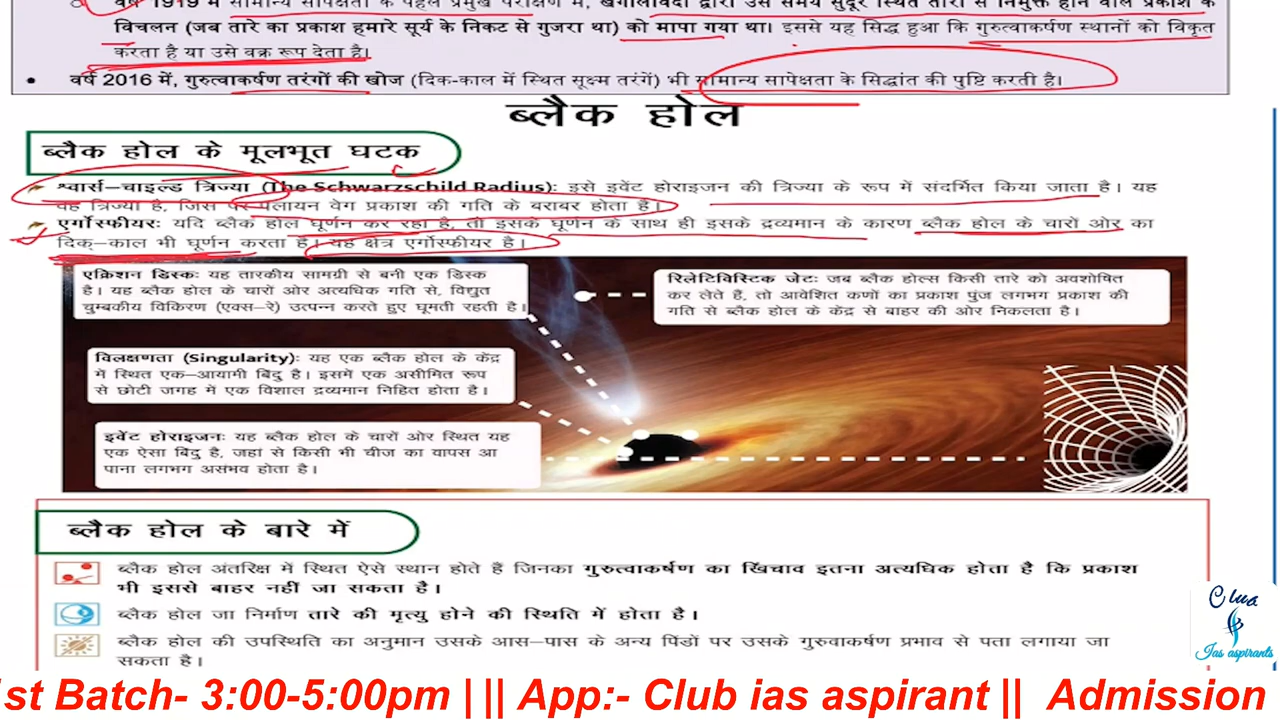 वर्ष 1919 में सामान्य सापेक्षता के पहले प्रमुख परीक्षण में, खगोलविदों द्वारा उस समय सुदूर स्थित तारों से निर्मुक्त होने वाले प्रकाश के
विचलन (जब तारे का प्रकाश हमारे सूर्य के निकट से गुजरा था) को मापा गया था। इससे यह सिद्ध हुआ कि गुरुत्वाकर्षण स्थानों को विकृत
करता है या उसे वक्र रूप देता है।
• वर्ष 2016 में, गुरुत्वाकर्षण तरंगों की खोज (दिक-काल में स्थित सूक्ष्म तरंगें) भी सामान्य सापेक्षता के सिद्धांत की पुष्टि करती है।
ब्लैक होल
ब्लैक होल के मूलभूत घटक
श्वार्स–चाइल्ड त्रिज्या (The Schwarzschild Radius): इसे इवेंट होराइजन की त्रिज्या के रूप में संदर्भित किया जाता है। यह
वह त्रिज्या है, जिस पर पलायन वेग प्रकाश की गति के बराबर होता है।
एर्गोस्फीयर: यदि ब्लैक होल घूर्णन कर रहा है, तो इसके घूर्णन के साथ ही इसके द्रव्यमान के कारण ब्लैक होल के चारों ओर का
दिक्–काल भी घूर्णन करता है। यह क्षेत्र एर्गोस्फीयर है।
एक्रिशन डिस्क: यह तारकीय सामग्री से बनी एक डिस्क
है। यह ब्लैक होल के चारों ओर अत्यधिक गति से, विद्युत
चुम्बकीय विकिरण (एक्स–रे) उत्पन्न करते हुए घूमती रहती है।
रिलेटिविस्टिक जेट: जब ब्लैक होल्स किसी तारे को अवशोषित
कर लेते हैं, तो आवेशित कणों का प्रकाश पुंज लगभग प्रकाश की
गति से ब्लैक होल के केंद्र से बाहर की ओर निकलता है।
विलक्षणता (Singularity): यह एक ब्लैक होल के केंद्र
में स्थित एक–आयामी बिंदु है। इसमें एक असीमित रूप
से छोटी जगह में एक विशाल द्रव्यमान निहित होता है।
इवेंट होराइजन: यह ब्लैक होल के चारों ओर स्थित यह
एक ऐसा बिंदु है, जहां से किसी भी चीज का वापस आ
पाना लगभग असंभव होता है।
ब्लैक होल के बारे में
ब्लैक होल अंतरिक्ष में स्थित ऐसे स्थान होते हैं जिनका गुरुत्वाकर्षण का खिंचाव इतना अत्यधिक होता है कि प्रकाश
भी इससे बाहर नहीं जा सकता है।
ब्लैक होल जा निर्माण तारे की मृत्यु होने की स्थिति में होता है।
ब्लैक होल की उपस्थिति का अनुमान उसके आस–पास के अन्य पिंडों पर उसके गुरुवाकर्षण प्रभाव से पता लगाया जा
सकता है।
Club
Ias aspirants
1st Batch- 3:00-5:00pm | || App:- Club ias aspirant || Admission